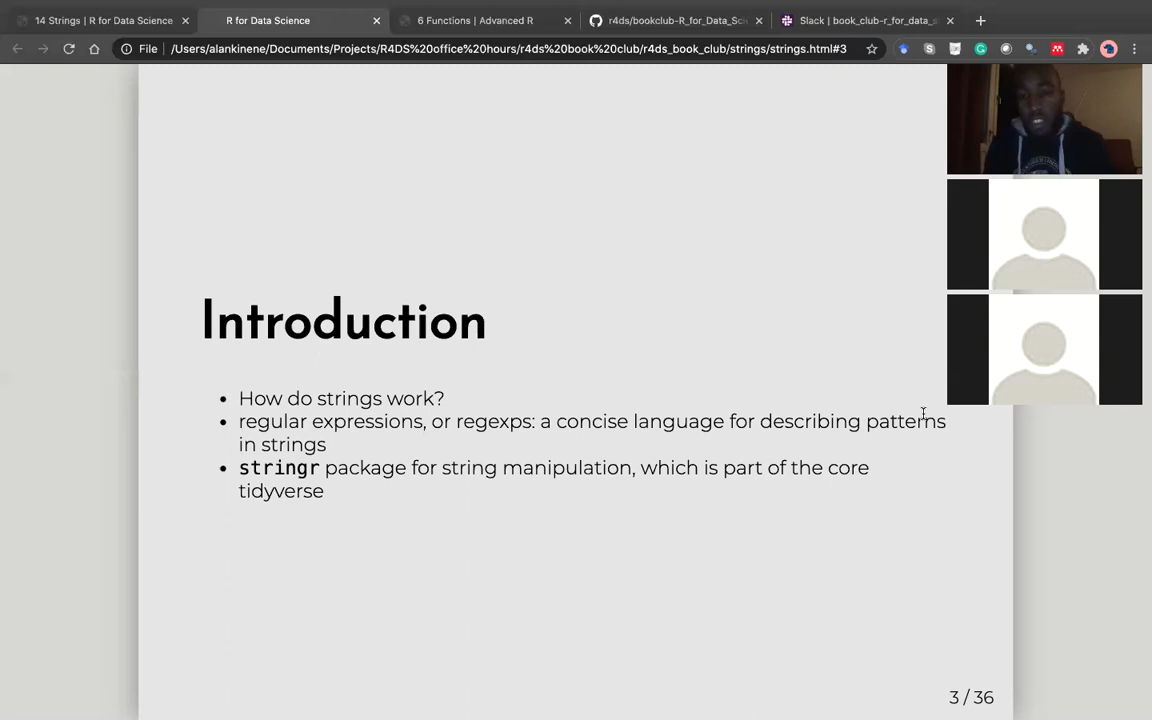 14 Strings | R for Data Science
R for Data Science
6 Functions | Advanced R
r4ds/bookclub-R_for_Data_Sci
Slack | book_club-r_for_data_s
File
/Users/alankinene/Documents/Projects/R4DS%20office%20hours/r4ds%20book%20club/r4ds_book_club/strings/strings.html#3
Introduction
• How do strings work?
• regular expressions, or regexps: a concise language for describing patterns
in strings
• stringr package for string manipulation, which is part of the core
tidyverse
3 / 36